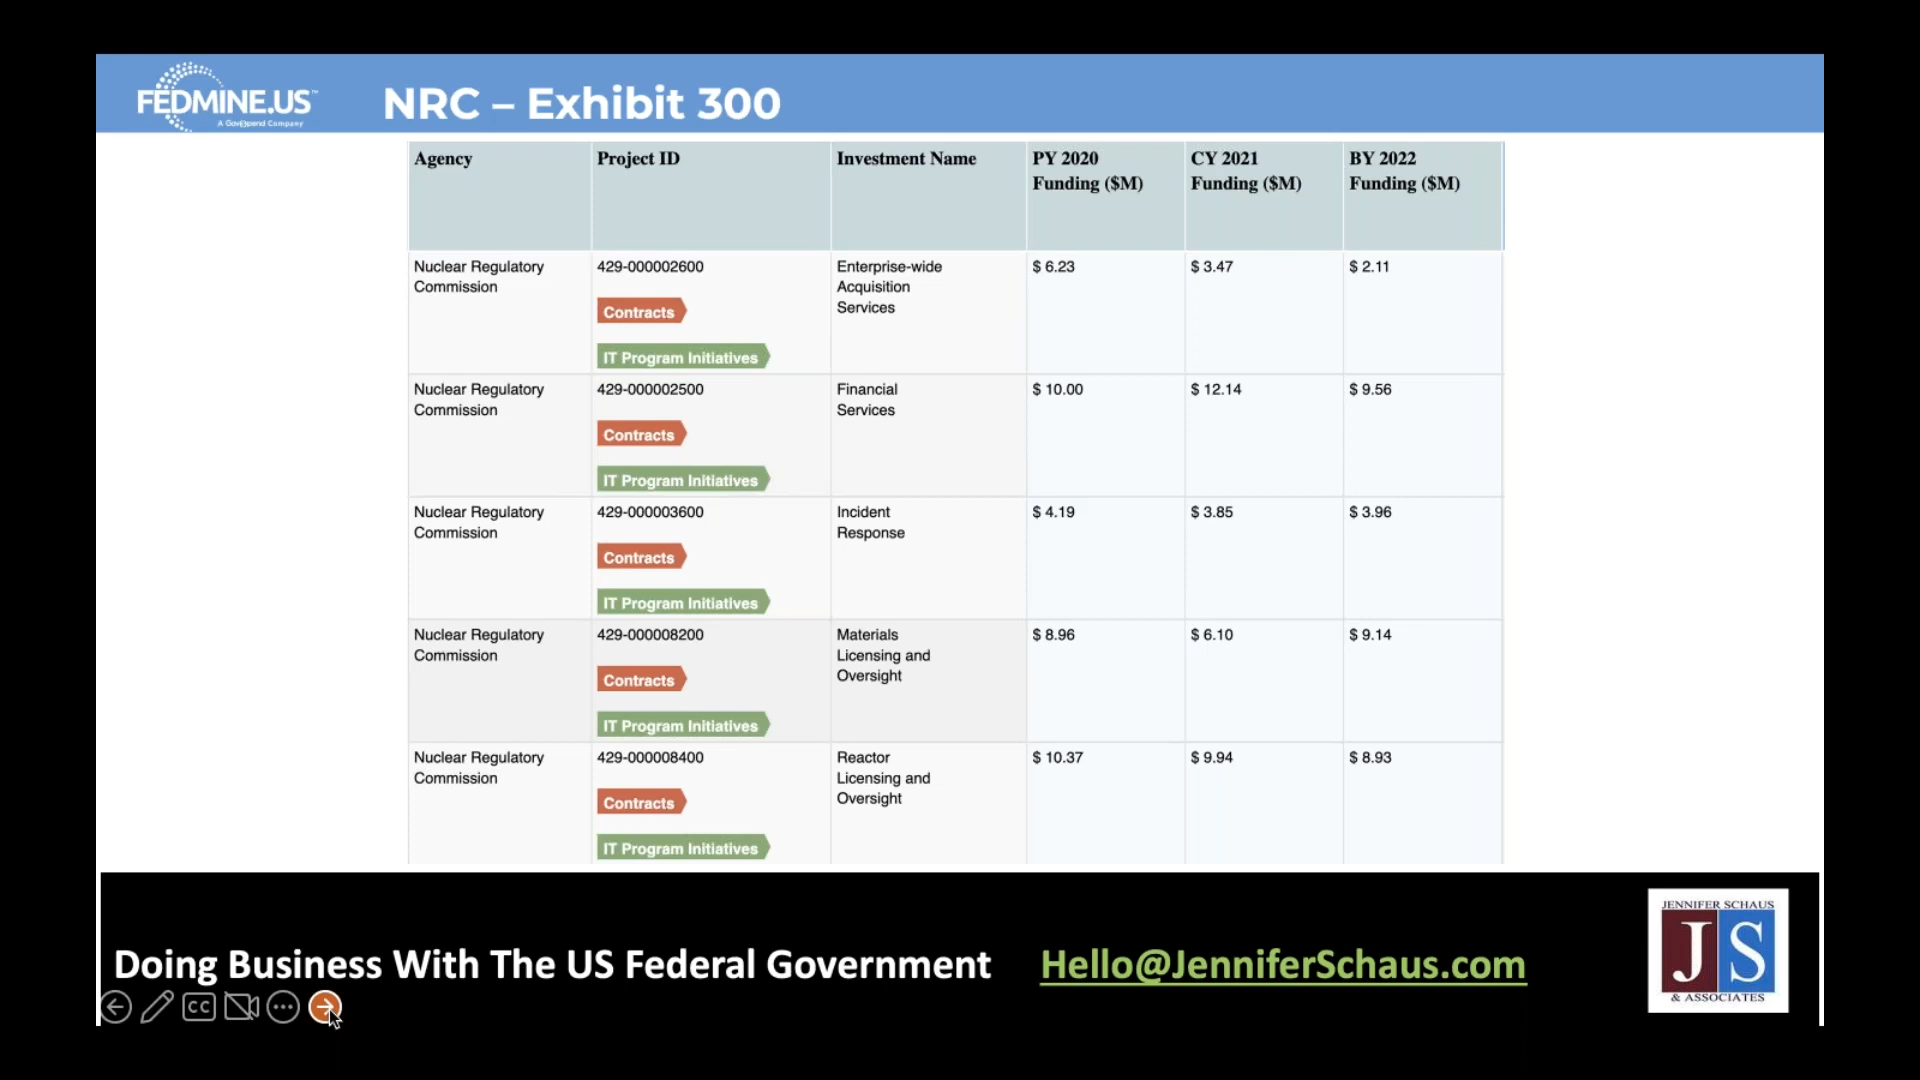 FEDMINE.US™
A GovSpend Company
NRC – Exhibit 300
Agency
Project ID
Investment Name
PY 2020
Funding ($M)
CY 2021
Funding ($M)
BY 2022
Funding ($M)
Nuclear Regulatory
Commission
429-000002600
Contracts
IT Program Initiatives
Enterprise-wide
Acquisition
Services
$ 6.23
$ 3.47
$ 2.11
Nuclear Regulatory
Commission
429-000002500
Contracts
IT Program Initiatives
Financial
Services
$ 10.00
$ 12.14
$ 9.56
Nuclear Regulatory
Commission
429-000003600
Contracts
IT Program Initiatives
Incident
Response
$ 4.19
$ 3.85
$ 3.96
Nuclear Regulatory
Commission
429-000008200
Contracts
IT Program Initiatives
Materials
Licensing and
Oversight
$ 8.96
$ 6.10
$ 9.14
Nuclear Regulatory
Commission
429-000008400
Contracts
IT Program Initiatives
Reactor
Licensing and
Oversight
$ 10.37
$ 9.94
$ 8.93
Doing Business With The US Federal Government
Hello@JenniferSchaus.com
JENNIFER SCHAUS
JS
& ASSOCIATES
CC